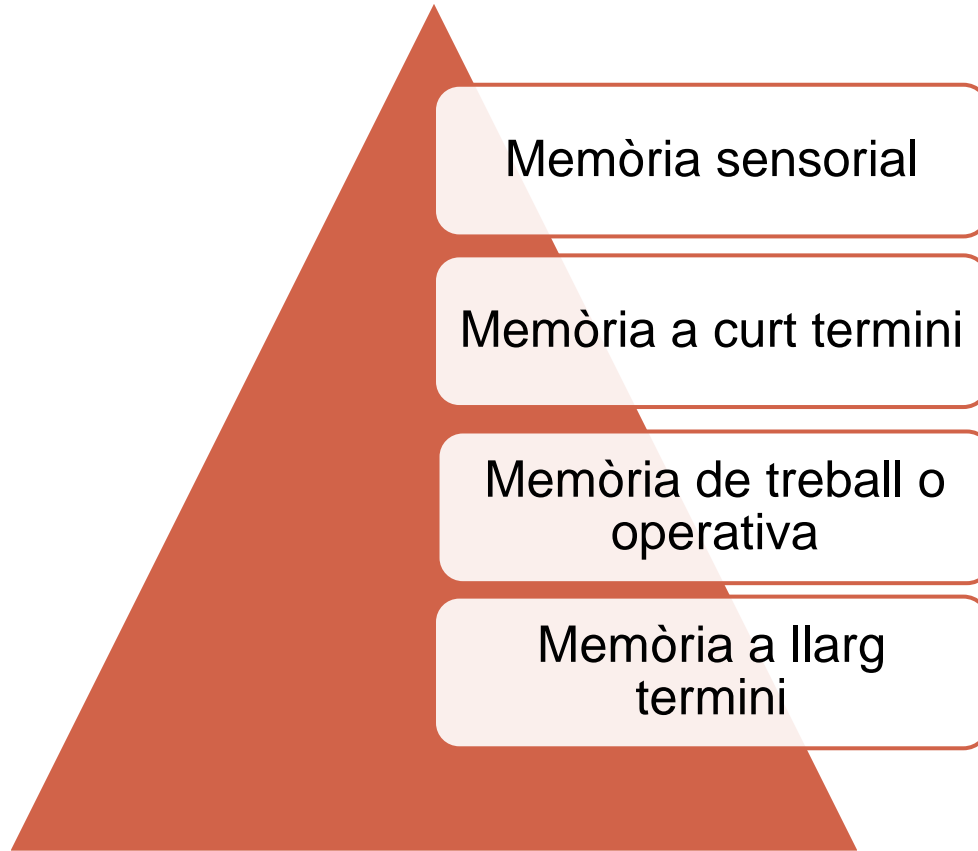 Memòria sensorial
Memòria a curt termini
Memòria de treball o
operativa
Memòria a llarg
termini